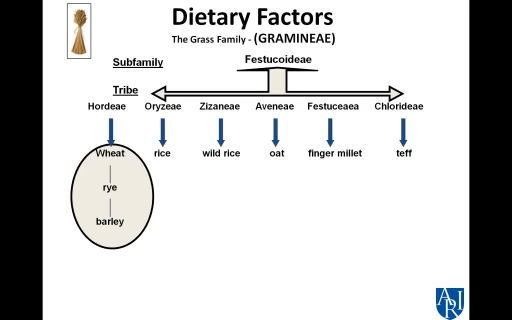 Dietary Factors
The Grass Family - (GRAMINEAE)
Subfamily
Festucoideae
Tribe
Hordeae Oryzeae Zizaneae Aveneae Festuceaea Chlorideae
Wheat rice wild rice oat finger millet teff
rye
barley